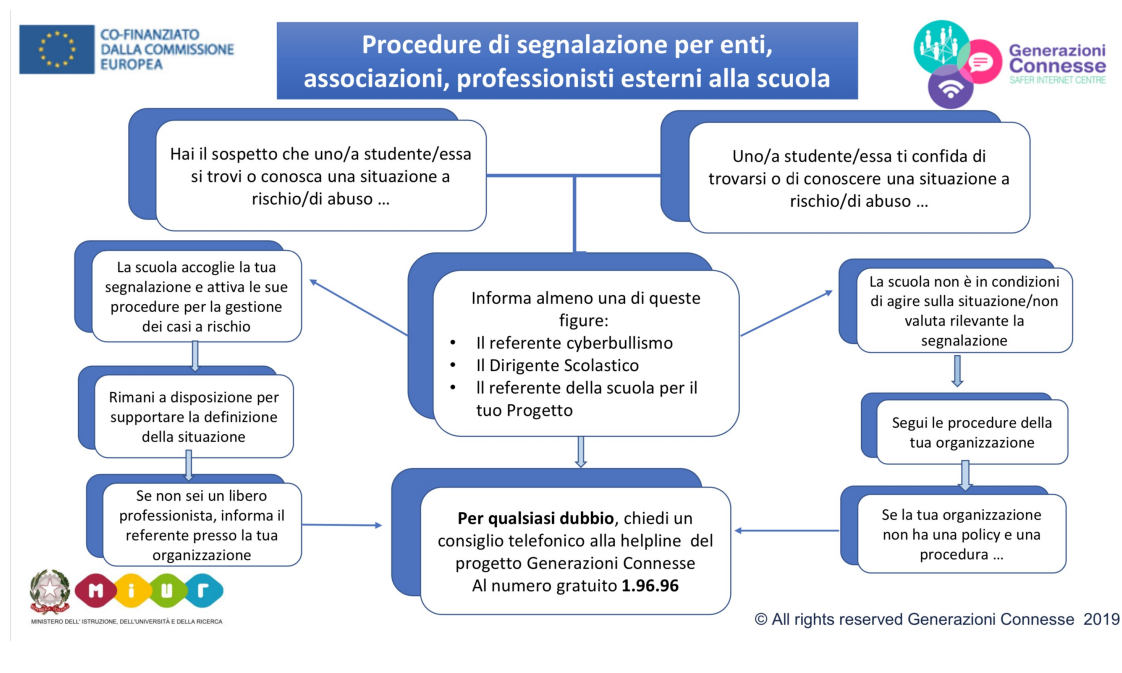 CO-FINANZIATO
DALLA COMMISSIONE
EUROPEA
Procedure di segnalazione per enti,
associazioni, professionisti esterni alla scuola
Generazioni
Connesse
SAFER INTERNET CENTRE
Hai il sospetto che uno/a studente/essa
si trovi o conosca una situazione a
rischio/di abuso …
Uno/a studente/essa ti confida di
trovarsi o di conoscere una situazione a
rischio/di abuso …
La scuola accoglie la tua
segnalazione e attiva le sue
procedure per la gestione
dei casi a rischio
Informa almeno una di queste
figure:
• Il referente cyberbullismo
• Il Dirigente Scolastico
• Il referente della scuola per il
tuo Progetto
La scuola non è in condizioni
di agire sulla situazione/non
valuta rilevante la
segnalazione
Rimani a disposizione per
supportare la definizione
della situazione
Segui le procedure della
tua organizzazione
Se non sei un libero
professionista, informa il
referente presso la tua
organizzazione
Per qualsiasi dubbio, chiedi un
consiglio telefonico alla helpline del
progetto Generazioni Connesse
Al numero gratuito 1.96.96
Se la tua organizzazione
non ha una policy e una
procedura …
miur
MINISTERO DELL' ISTRUZIONE, DELL'UNIVERSITÀ E DELLA RICERCA
© All rights reserved Generazioni Connesse 2019